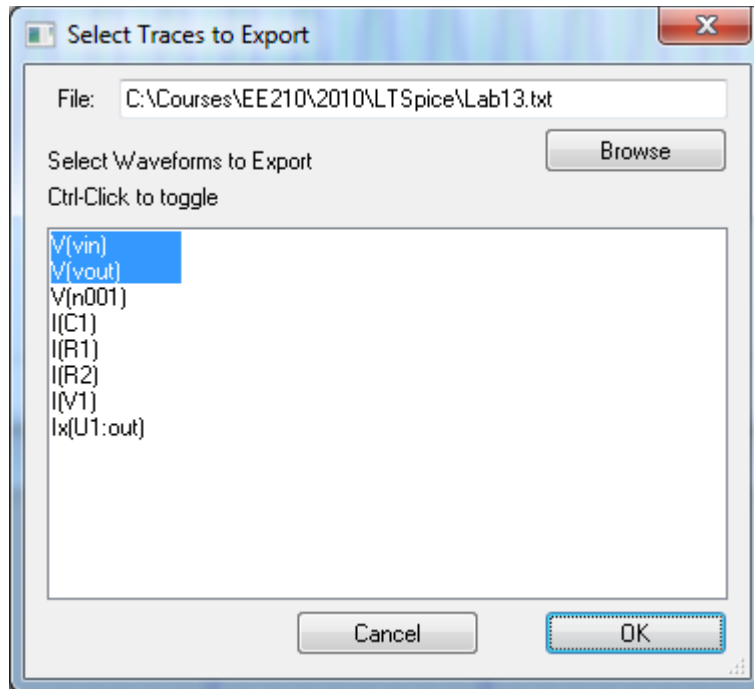 Select Traces to Export
File: C:\Courses\EE210\2010\LTSpice\Lab13.txt
Browse
Select Waveforms to Export
Ctrl-Click to toggle
V(vin)
V(vout)
V(n001)
I(C1)
I(R1)
I(R2)
I(V1)
Ix(U1:out)
Cancel OK